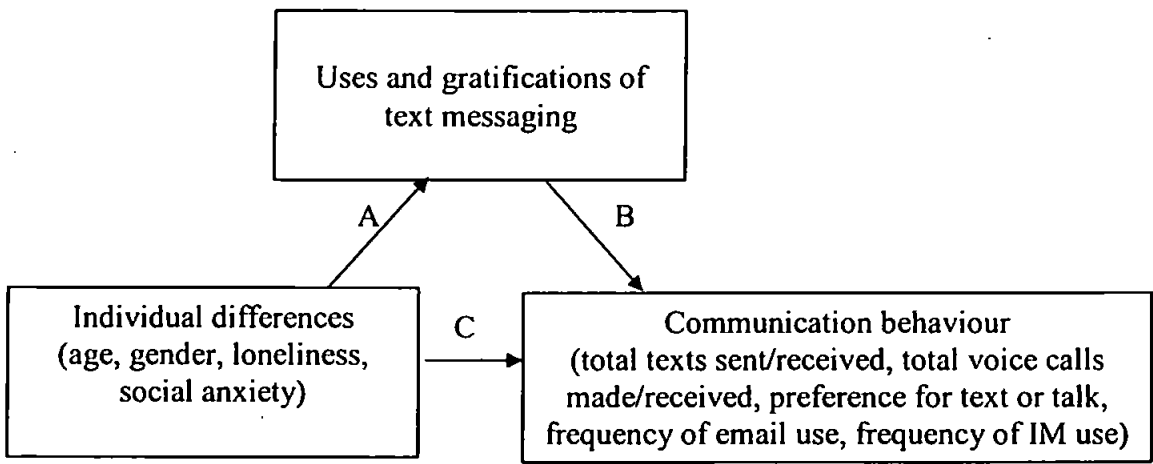 Uses and gratifications of
text messaging
A
B
Individual differences
(age, gender, loneliness,
social anxiety)
C
Communication behaviour
(total texts sent/received, total voice calls
made/received, preference for text or talk,
frequency of email use, frequency of IM use)